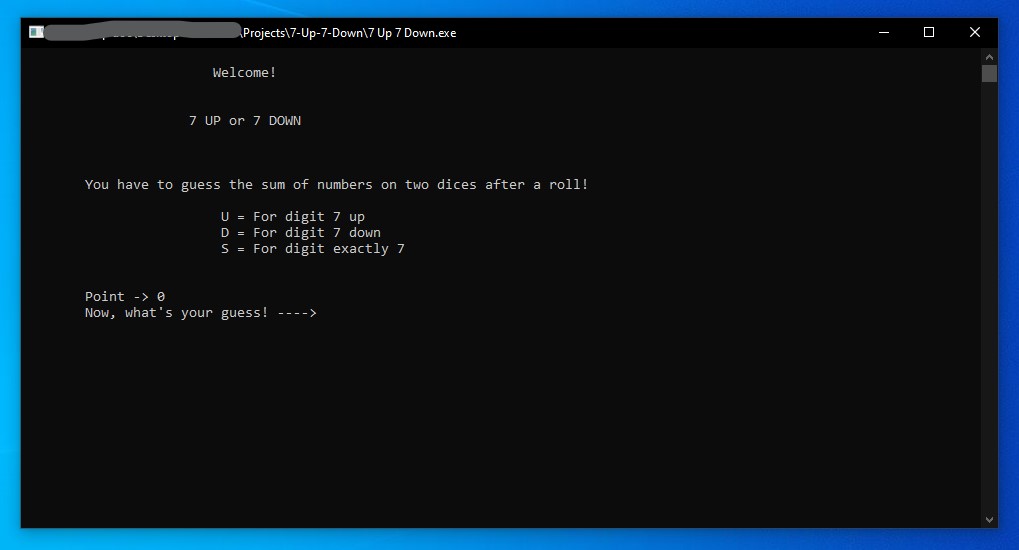 \Projects\7-Up-7-Down\7 Up 7 Down.exe
Welcome!
7 UP or 7 DOWN
You have to guess the sum of numbers on two dices after a roll!
U = For digit 7 up
D = For digit 7 down
S = For digit exactly 7
Point -> 0
Now, what's your guess! ---->